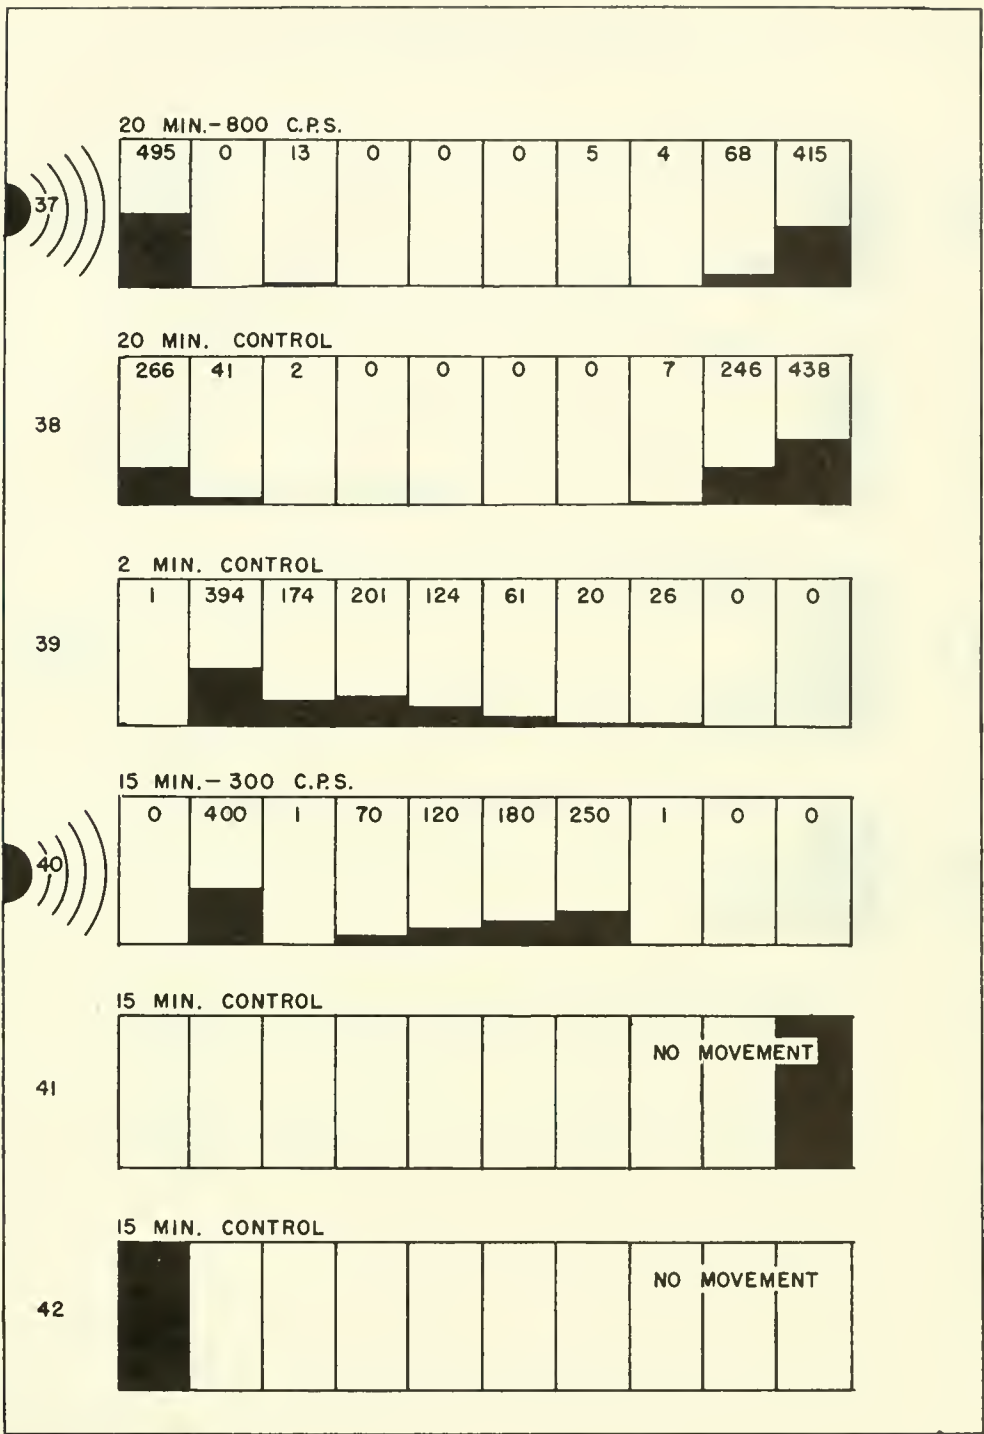 20 MIN.-800 C.P.S.
495 0 13 0 0 0 5 4 68 415
37
20 MIN. CONTROL
266 41 2 0 0 0 0 7 246 438
38
2 MIN. CONTROL
1 394 174 201 124 61 20 26 0 0
39
15 MIN.-300 C.P.S.
0 400 1 70 120 180 250 1 0 0
40
15 MIN. CONTROL
NO MOVEMENT
41
15 MIN. CONTROL
NO MOVEMENT
42